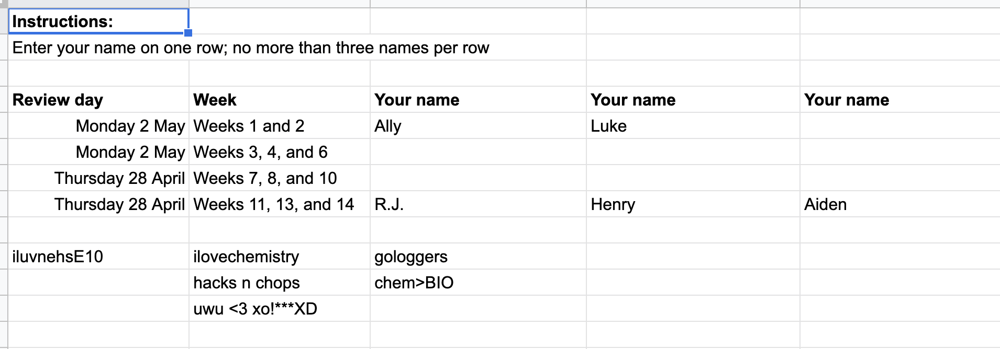 Instructions:
Enter your name on one row; no more than three names per row
Review day Week Your name Your name Your name
Monday 2 May Weeks 1 and 2 Ally Luke
Monday 2 May Weeks 3, 4, and 6
Thursday 28 April Weeks 7, 8, and 10
Thursday 28 April Weeks 11, 13, and 14 R.J. Henry Aiden
iluvnehsE10 ilovechemistry gologgers
hacks n chops chem>BIO
uwu <3 xo!***XD